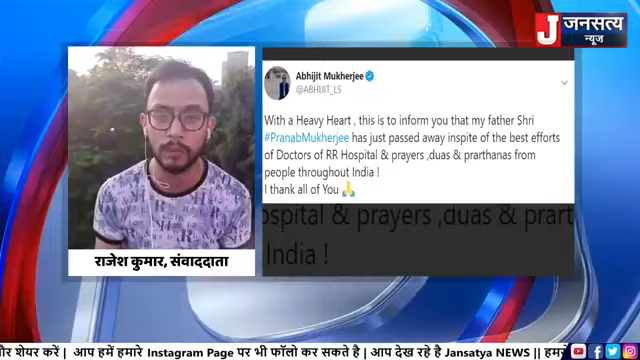 J जनसत्य
न्यूज
Abhijit Mukherjee
@ABHIJIT_LS
With a Heavy Heart , this is to inform you that my father Shri
#PranabMukherjee has just passed away inspite of the best efforts
of Doctors of RR Hospital & prayers ,duas & prarthanas from
people throughout India !
I thank all of You 🙏
ospital & prayers ,duas & prart
India !
राजेश कुमार, संवाददाता
और शेयर करें | आप हमें हमारे Instagram Page पर भी फॉलो कर सकते है | आप देख रहे है Jansatya NEWS || हमारे